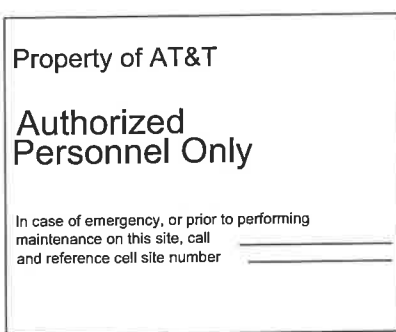 Property of AT&T
Authorized
Personnel Only
In case of emergency, or prior to performing
maintenance on this site, call
and reference cell site number